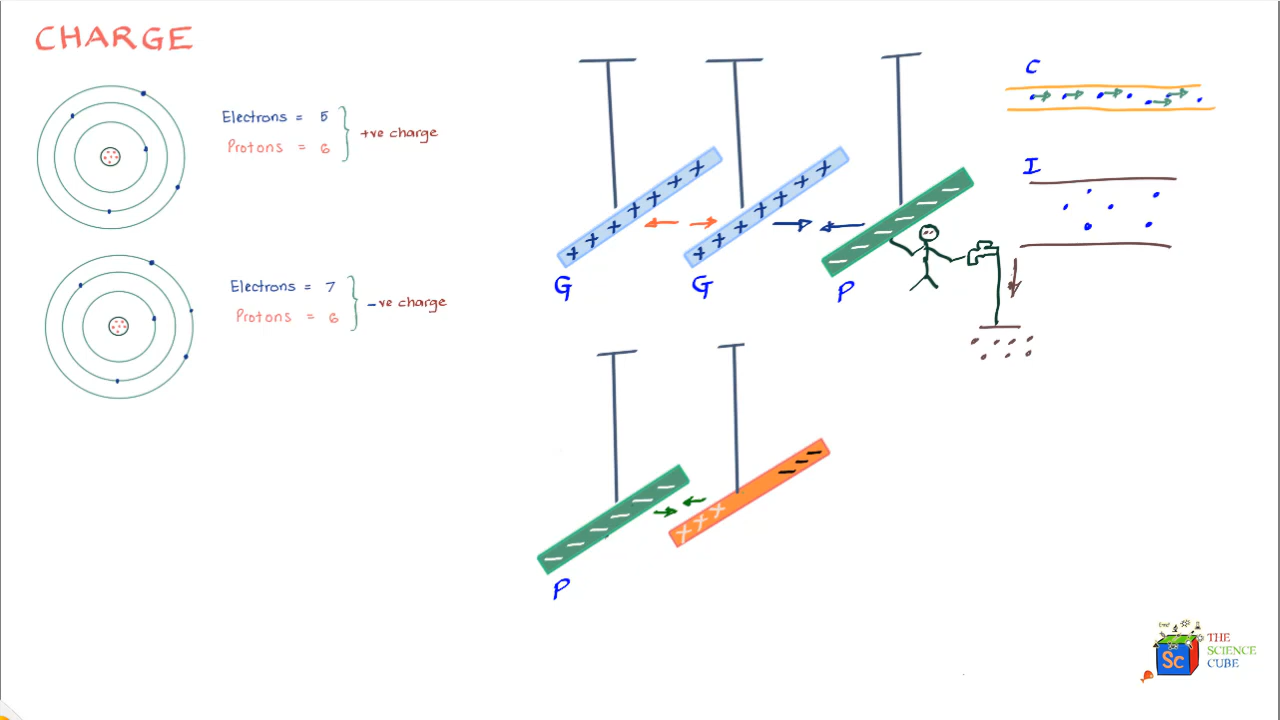 CHARGE
Electrons = 5
Protons = 6
+ve charge
Electrons = 7
Protons = 6
-ve charge
G
G
P
C
I
P
Sc
THE
SCIENCE
CUBE